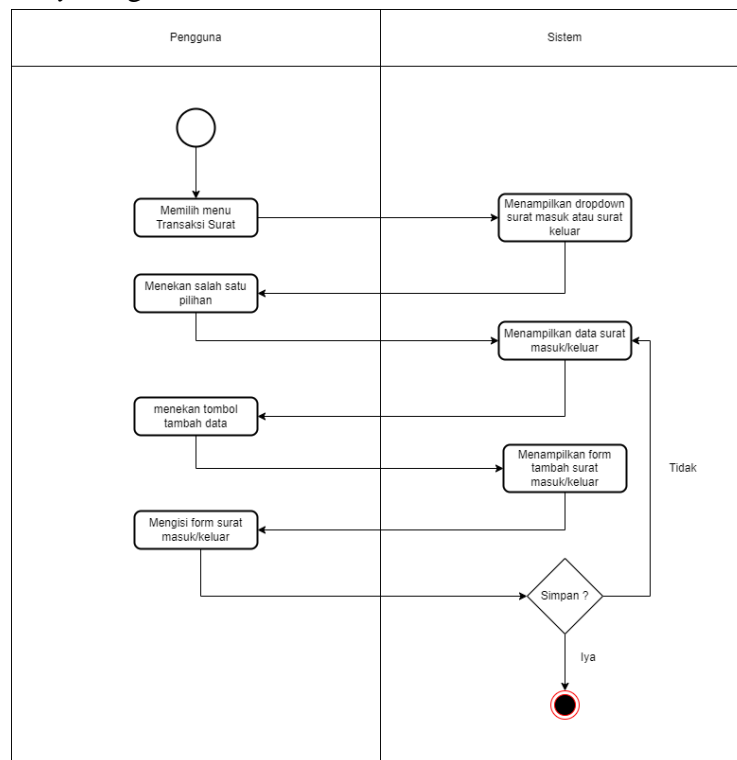 Pengguna
Sistem
Memilih menu
Transaksi Surat
Menampilkan dropdown
surat masuk atau surat
keluar
Menekan salah satu
pilihan
Menampilkan data surat
masuk/keluar
menekan tombol
tambah data
Menampilkan form
tambah surat
masuk/keluar
Tidak
Mengisi form surat
masuk/keluar
Simpan ?
Iya